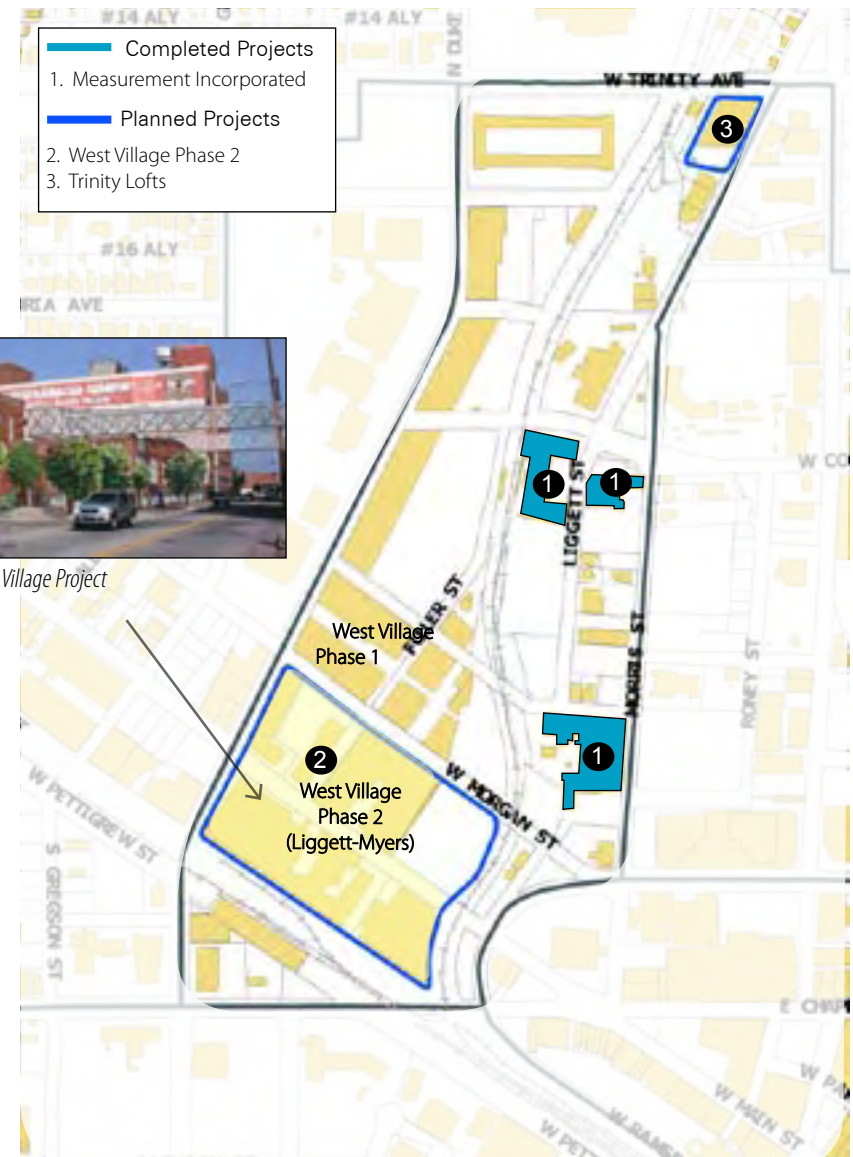 #14 ALY
#14 ALY
N DUKE
Completed Projects
1. Measurement Incorporated
Planned Projects
2. West Village Phase 2
3. Trinity Lofts
W TRINITY AVE
3
#16 ALY
RIA AVE
W CO
1
1
LIGGETT ST
Village Project
FULLER ST
West Village
Phase 1
MORRIS ST
RONEY ST
2
West Village
Phase 2
(Liggett-Myers)
1
W MORGAN ST
W PETTIGREW ST
S GREGSON ST
E CHAP
W PA
W MAIN ST
W RAMSE
W PET